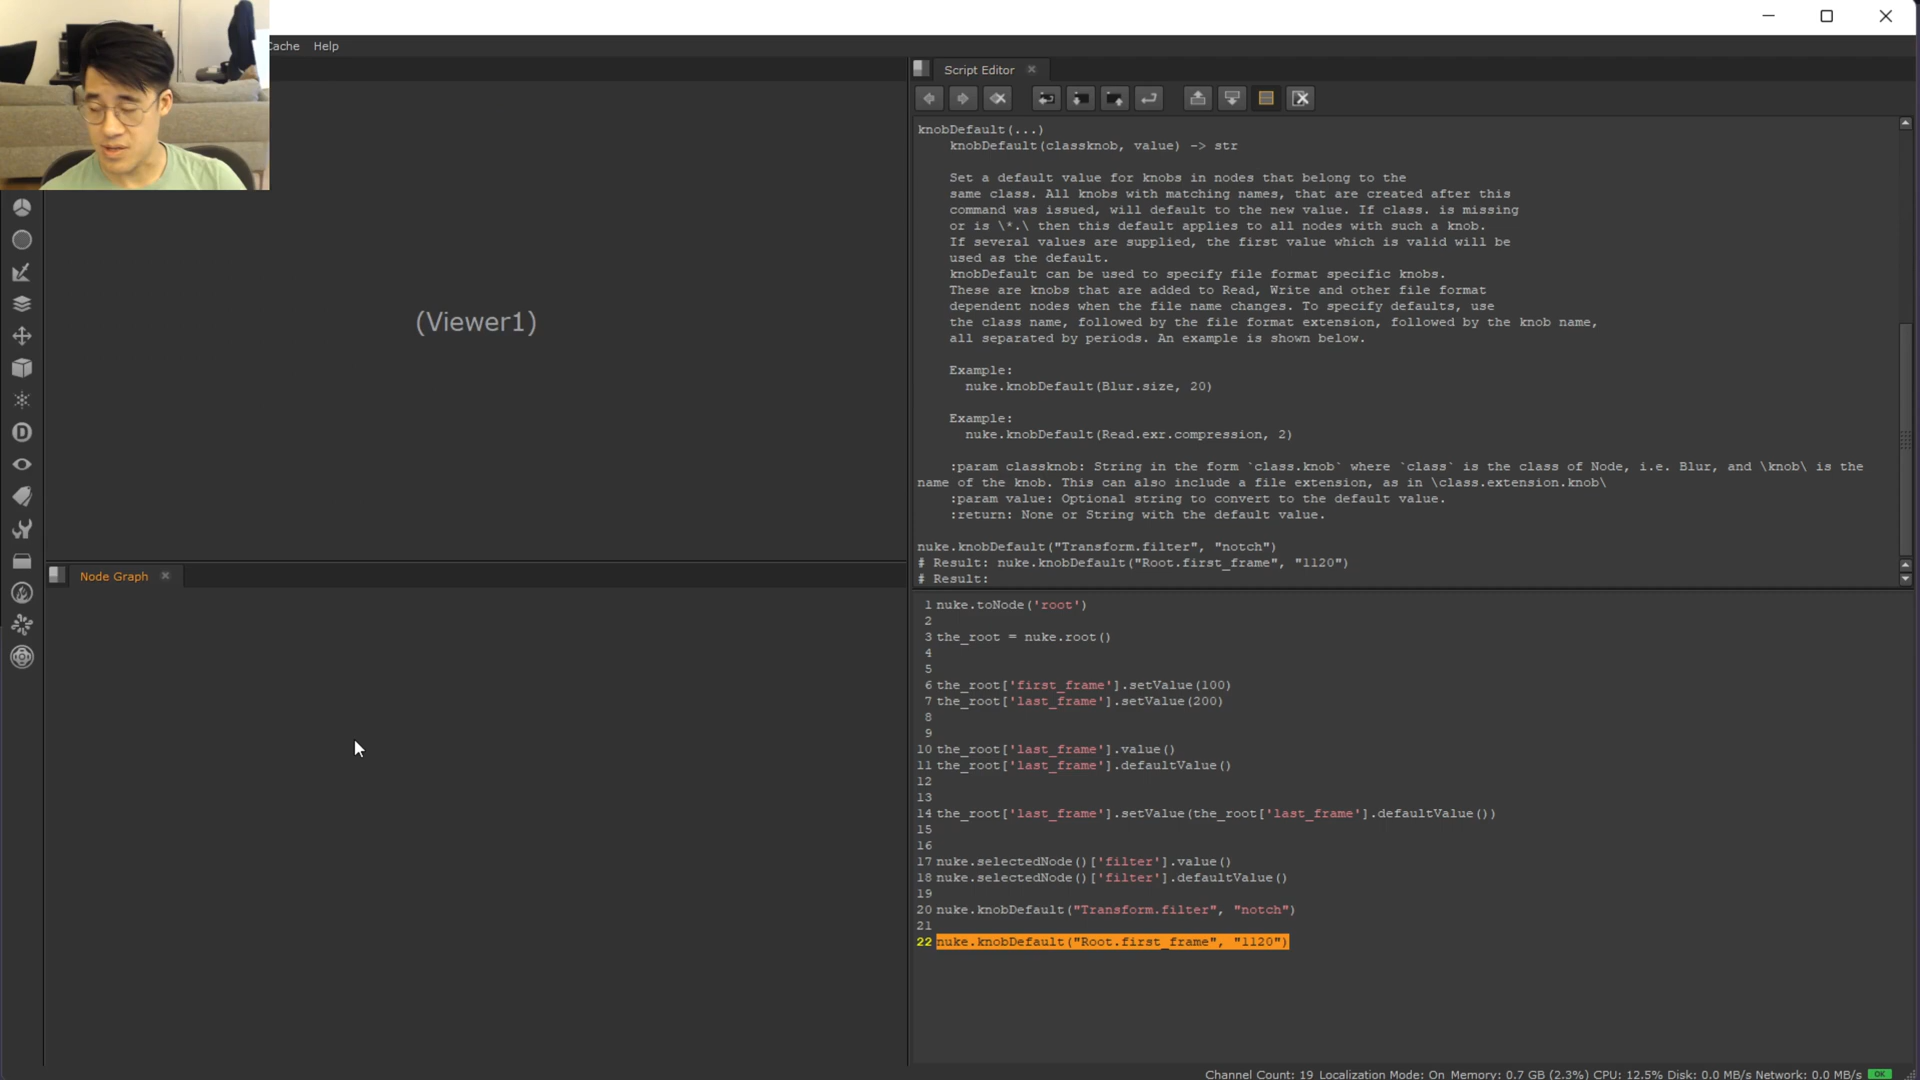 Cache Help
Script Editor
knobDefault(...)
knobDefault(classknob, value) -> str
Set a default value for knobs in nodes that belong to the
same class. All knobs with matching names, that are created after this
command was issued, will default to the new value. If class. is missing
or is \*.\ then this default applies to all nodes with such a knob.
If several values are supplied, the first value which is valid will be
used as the default.
knobDefault can be used to specify file format specific knobs.
These are knobs that are added to Read, Write and other file format
dependent nodes when the file name changes. To specify defaults, use
the class name, followed by the file format extension, followed by the knob name,
all separated by periods. An example is shown below.
Example:
nuke.knobDefault(Blur.size, 20)
Example:
nuke.knobDefault(Read.exr.compression, 2)
:param classknob: String in the form `class.knob` where `class` is the class of Node, i.e. Blur, and \knob\ is the
name of the knob. This can also include a file extension, as in \class.extension.knob\
:param value: Optional string to convert to the default value.
:return: None or String with the default value.
nuke.knobDefault("Transform.filter", "notch")
# Result: nuke.knobDefault("Root.first_frame", "1120")
# Result:
(Viewer1)
Node Graph
D
1 nuke.toNode('root')
2
3 the_root = nuke.root()
4
5
6 the_root['first_frame'].setValue(100)
7 the_root['last_frame'].setValue(200)
8
9
10 the_root['last_frame'].value()
11 the_root['last_frame'].defaultValue()
12
13
14 the_root['last_frame'].setValue(the_root['last_frame'].defaultValue())
15
16
17 nuke.selectedNode()['filter'].value()
18 nuke.selectedNode()['filter'].defaultValue()
19
20 nuke.knobDefault("Transform.filter", "notch")
21
22 nuke.knobDefault("Root.first_frame", "1120")
Channel Count: 19 Localization Mode: On Memory: 0.7 GB (2.3%) CPU: 12.5% Disk: 0.0 MB/s Network: 0.0 MB/s OK